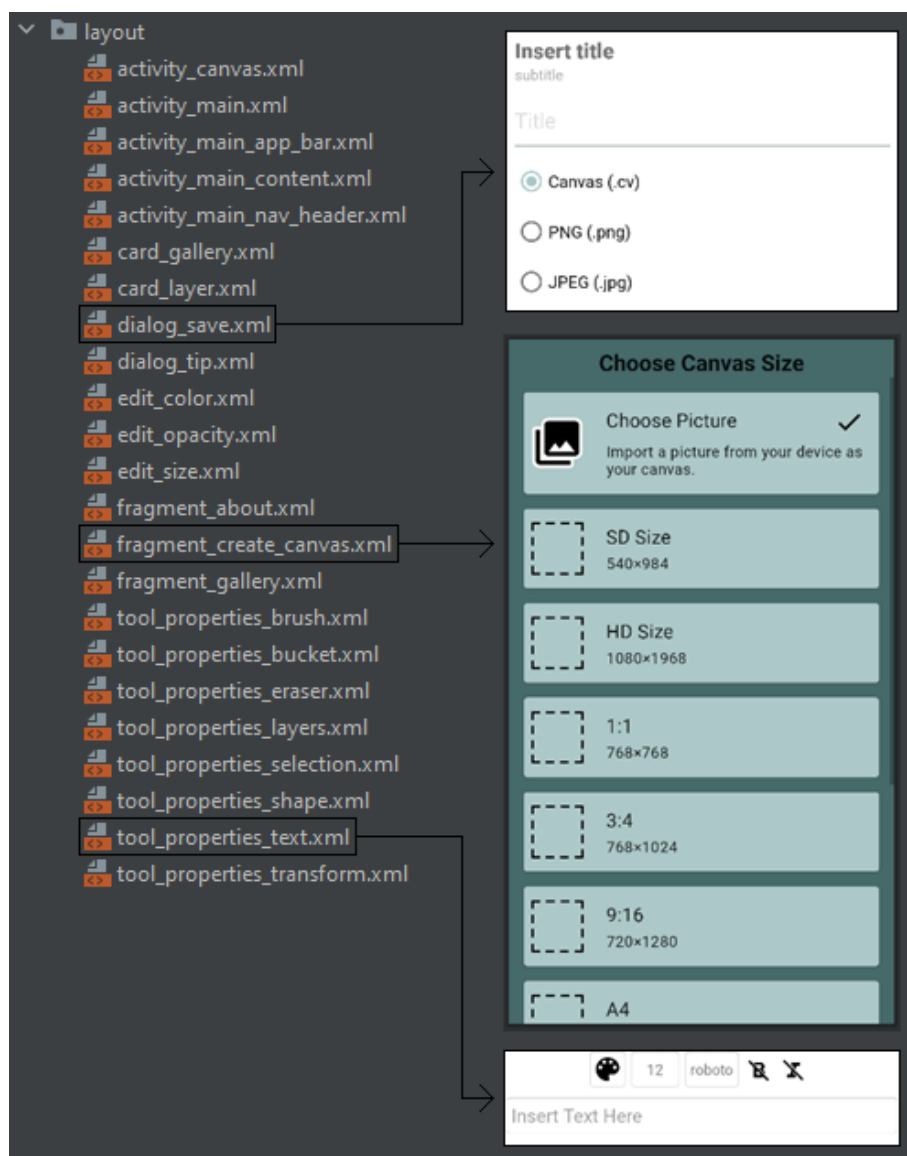 layout
activity_canvas.xml
activity_main.xml
activity_main_app_bar.xml
activity_main_content.xml
activity_main_nav_header.xml
card_gallery.xml
card_layer.xml
dialog_save.xml
dialog_tip.xml
edit_color.xml
edit_opacity.xml
edit_size.xml
fragment_about.xml
fragment_create_canvas.xml
fragment_gallery.xml
tool_properties_brush.xml
tool_properties_bucket.xml
tool_properties_eraser.xml
tool_properties_layers.xml
tool_properties_selection.xml
tool_properties_shape.xml
tool_properties_text.xml
tool_properties_transform.xml
Insert title
subtitle
Title
Canvas (.cv)
PNG (.png)
JPEG (.jpg)
Choose Canvas Size
Choose Picture
Import a picture from your device as
your canvas.
SD Size
540×984
HD Size
1080×1968
1:1
768×768
3:4
768×1024
9:16
720×1280
A4
12 roboto B I
Insert Text Here